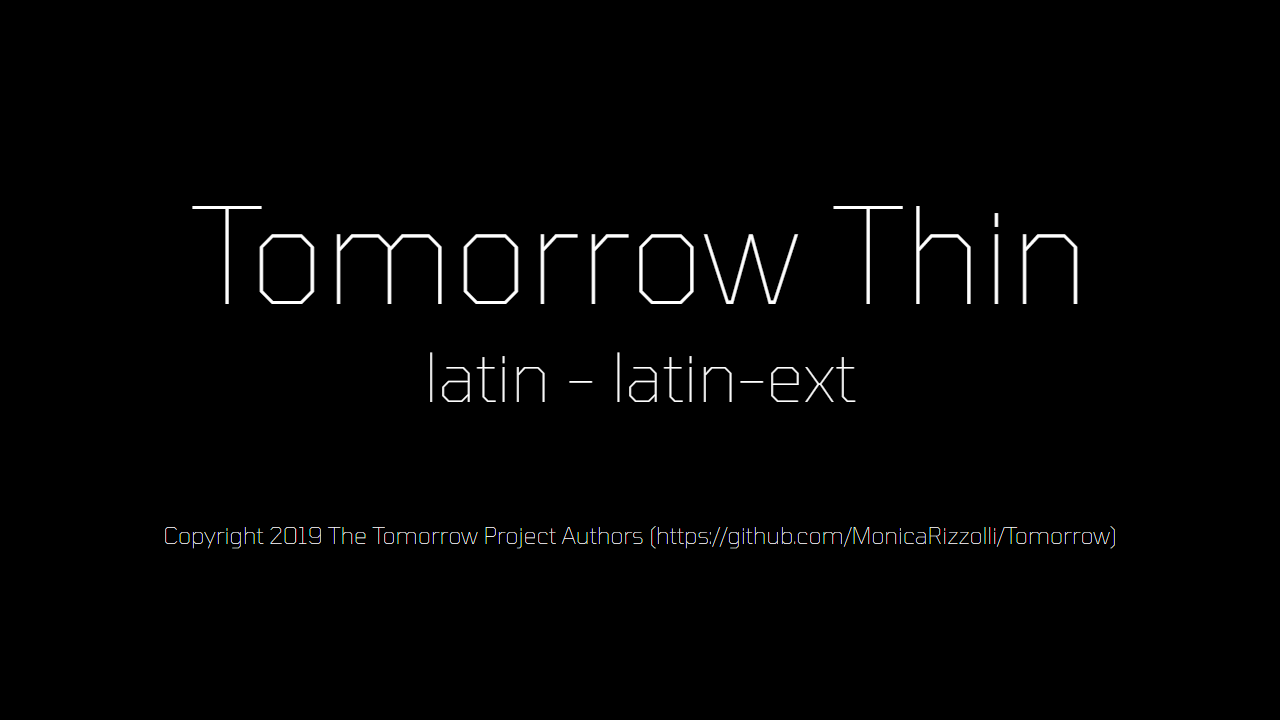 Tomorrow Thin
latin - latin-ext
Copyright 2019 The Tomorrow Project Authors (https://github.com/MonicaRizzolli/Tomorrow)